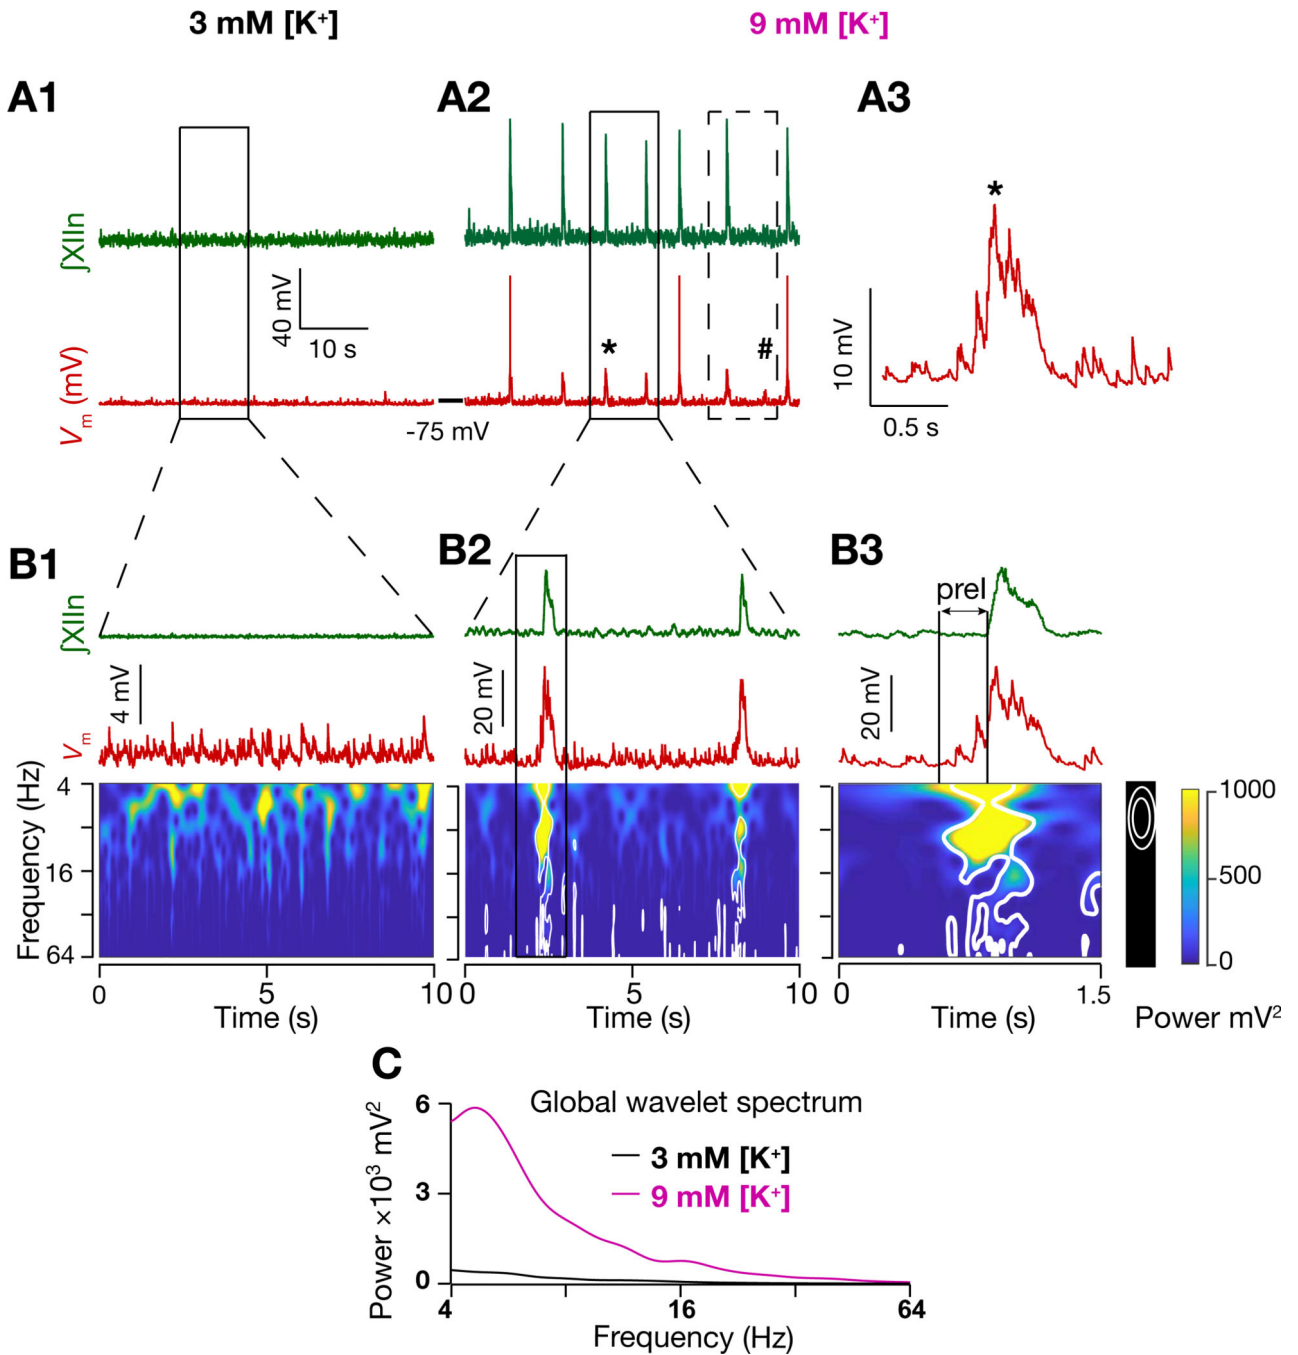 3 mM [K⁺]
9 mM [K⁺]
A1
A2
A3
∫XIIn
40 mV
10 s
*
#
*
Vm (mV)
-75 mV
10 mV
0.5 s
B1
B2
B3
∫XIIn
preI
4 mV
20 mV
20 mV
Vm
Frequency (Hz)
4
16
64
1000
500
0
0 5 10
0 5 10
0 1.5
Time (s)
Time (s)
Time (s)
Power mV²
C
Global wavelet spectrum
Power ×10³ mV²
6
3
0
3 mM [K⁺]
9 mM [K⁺]
4 16 64
Frequency (Hz)